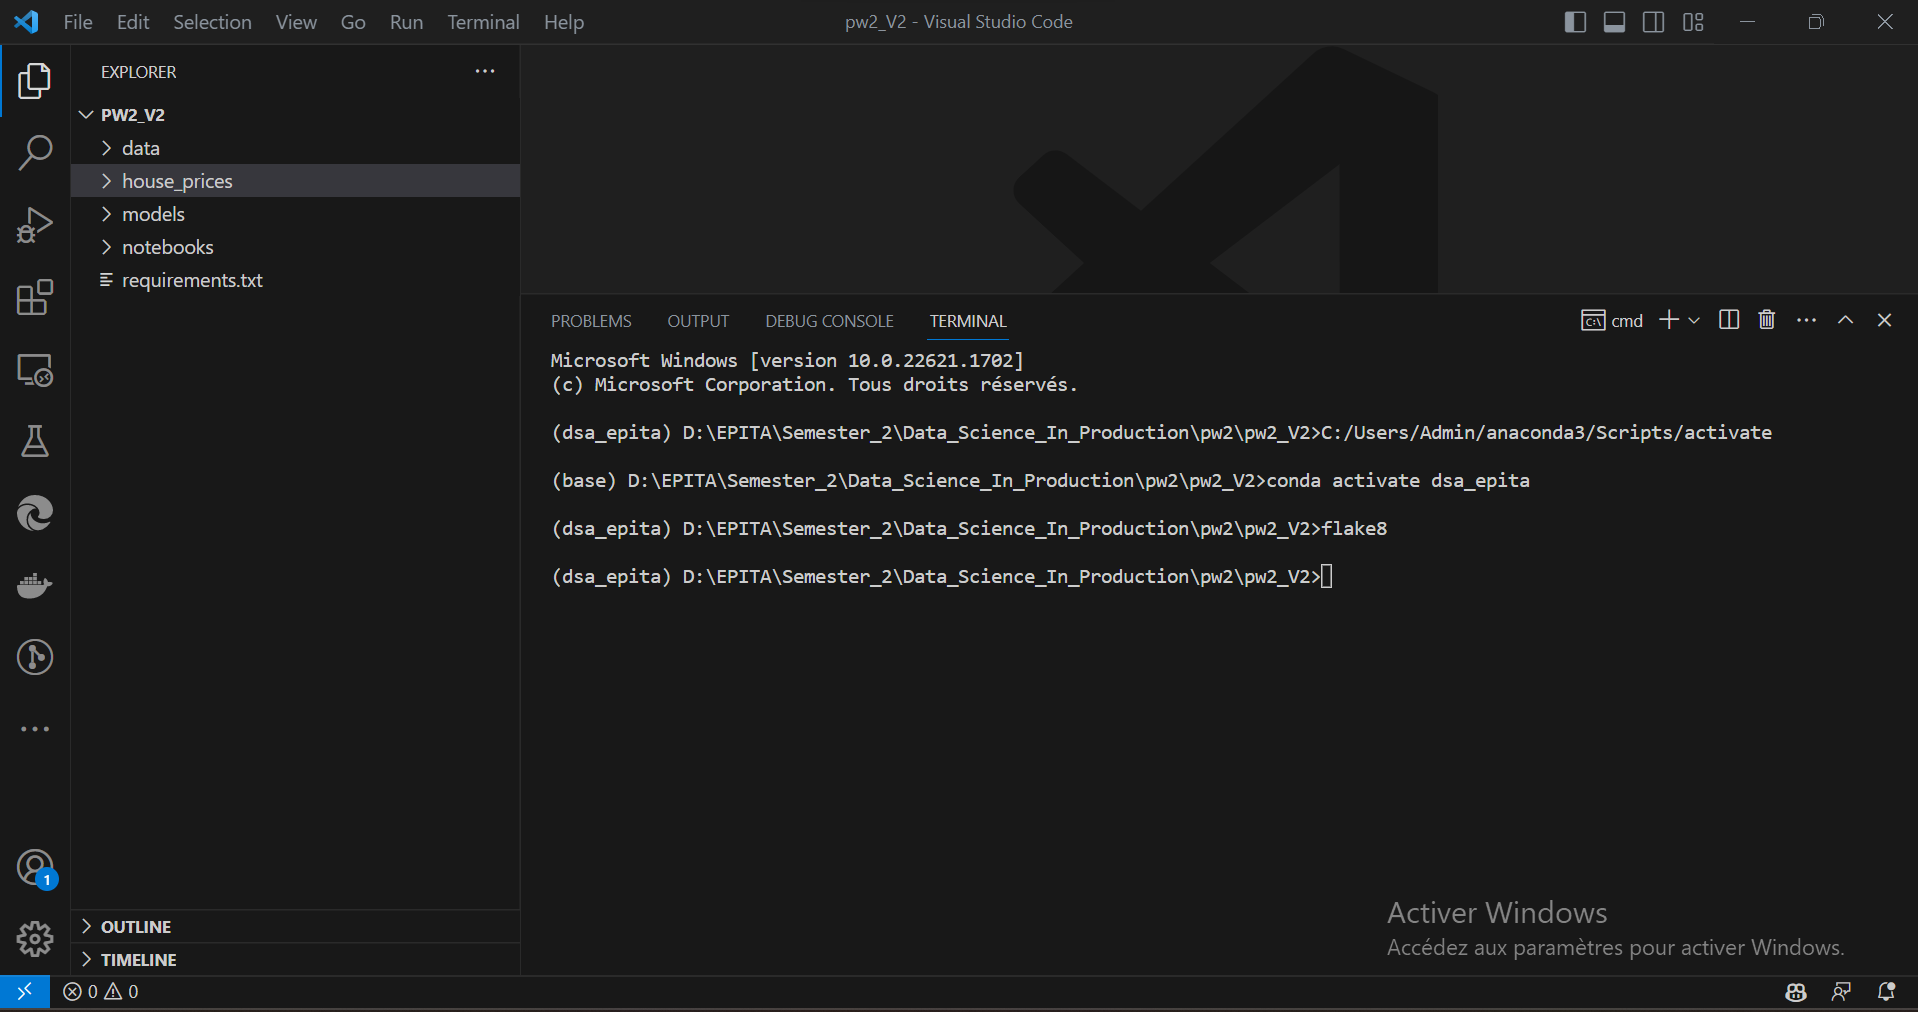 File Edit Selection View Go Run Terminal Help
pw2_V2 - Visual Studio Code
EXPLORER
PW2_V2
data
house_prices
models
notebooks
requirements.txt
PROBLEMS OUTPUT DEBUG CONSOLE TERMINAL
cmd
Microsoft Windows [version 10.0.22621.1702]
(c) Microsoft Corporation. Tous droits réservés.
(dsa_epita) D:\EPITA\Semester_2\Data_Science_In_Production\pw2\pw2_V2>C:/Users/Admin/anaconda3/Scripts/activate
(base) D:\EPITA\Semester_2\Data_Science_In_Production\pw2\pw2_V2>conda activate dsa_epita
(dsa_epita) D:\EPITA\Semester_2\Data_Science_In_Production\pw2\pw2_V2>flake8
(dsa_epita) D:\EPITA\Semester_2\Data_Science_In_Production\pw2\pw2_V2>
1
OUTLINE
TIMELINE
Activer Windows
Accédez aux paramètres pour activer Windows.
0 0